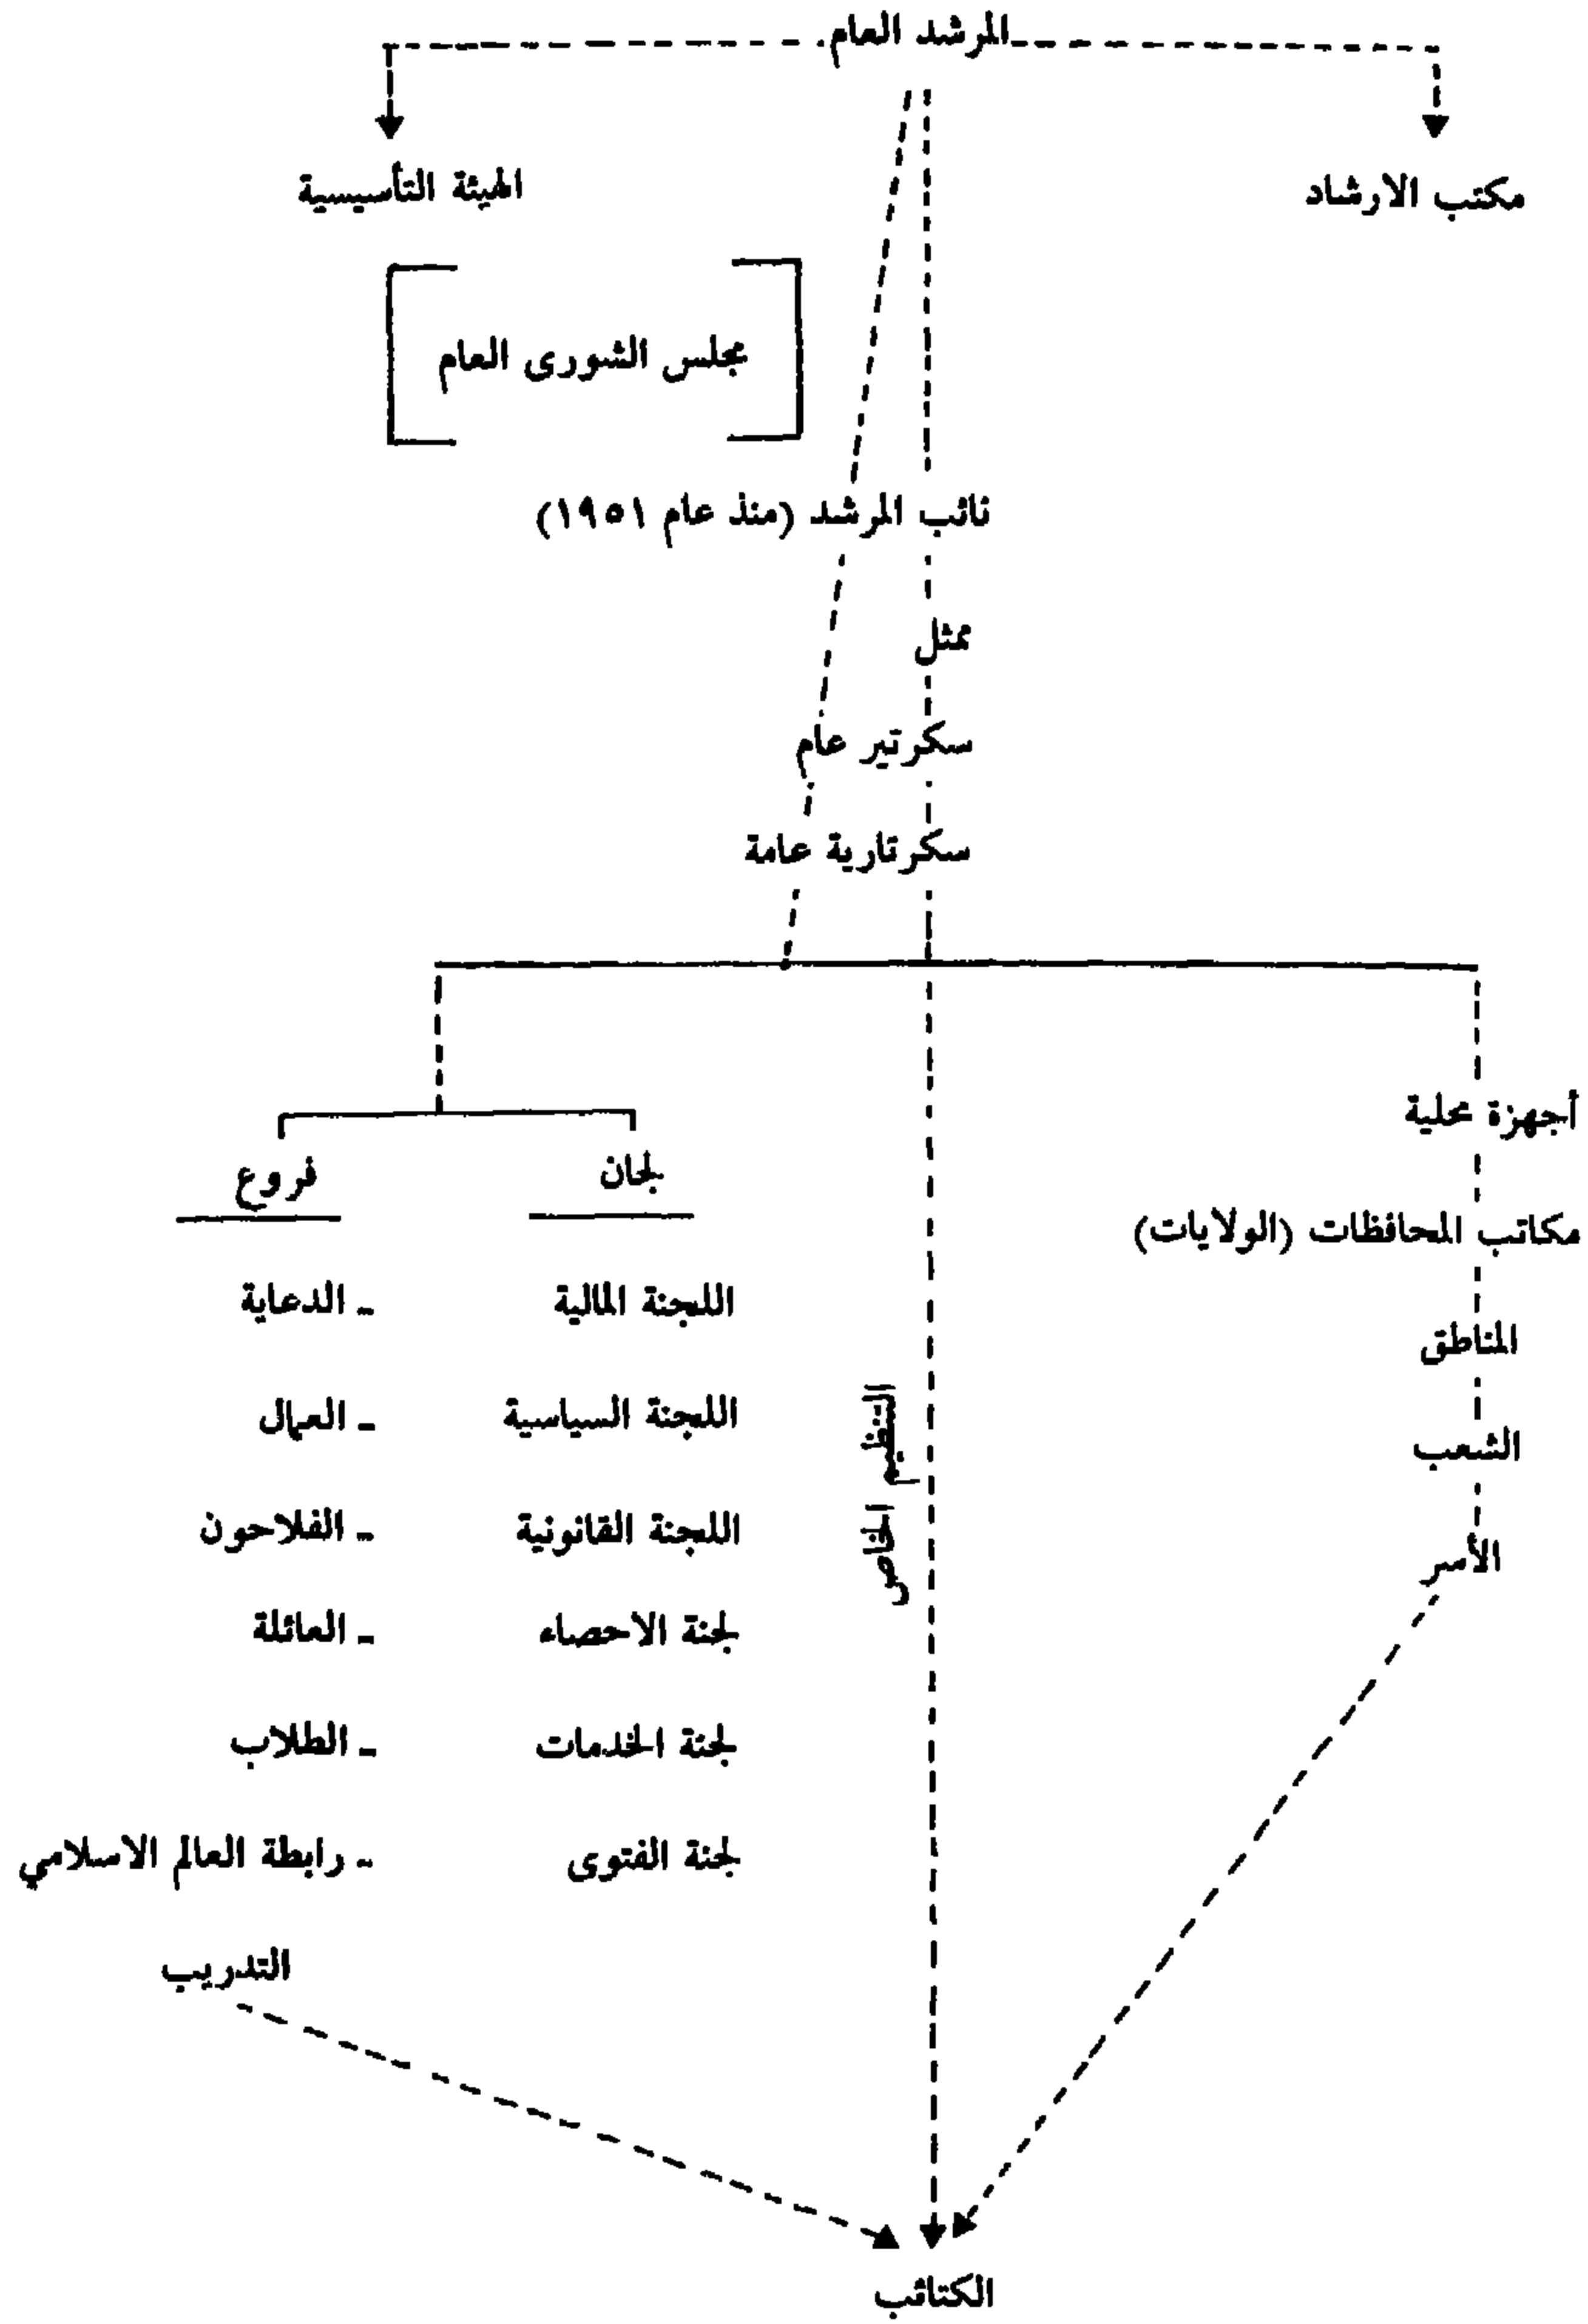 المرشد العام
مكتب الارشاد
الهيئة التأسيسية
مجلس الشورى العام
نائب المرشد (منذ عام ١٩٥١)
ممثل
سكرتير عام
سكرتارية عامة
أجهزة محلية
مكاتب المحافظات (الولايات)
المناطق
الشعب
الأسر
التنظيم الخاص
لجان
اللجنة المالية
اللجنة السياسية
اللجنة القانونية
لجنة الاحصاء
لجنة الخدمات
لجنة الفتوى
فروع
ـ الدعاية
ـ العمال
ـ الفلاحون
ـ العائلة
ـ الطلاب
ـ رابطة العالم الاسلامي
التدريب
الكتائب